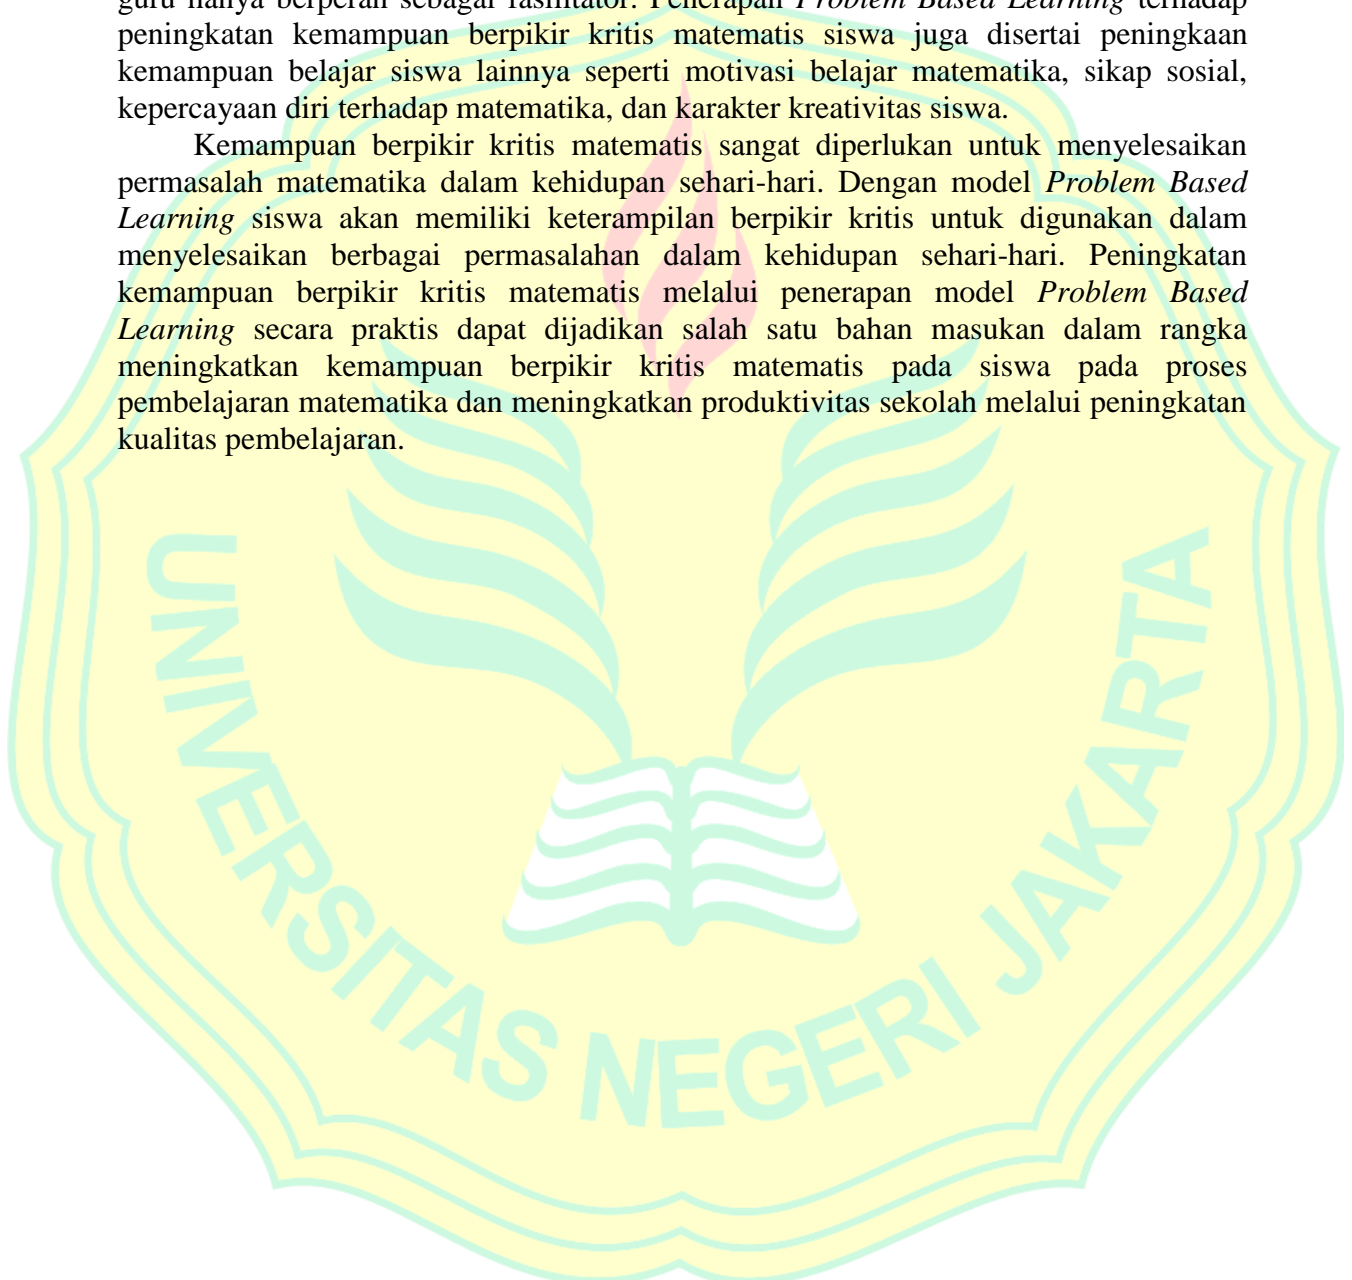 guru hanya berperan sebagai fasilitator. Penerapan Problem Based Learning terhadap
peningkatan kemampuan berpikir kritis matematis siswa juga disertai peningkaan
kemampuan belajar siswa lainnya seperti motivasi belajar matematika, sikap sosial,
kepercayaan diri terhadap matematika, dan karakter kreativitas siswa.
Kemampuan berpikir kritis matematis sangat diperlukan untuk menyelesaikan
permasalah matematika dalam kehidupan sehari-hari. Dengan model Problem Based
Learning siswa akan memiliki keterampilan berpikir kritis untuk digunakan dalam
menyelesaikan berbagai permasalahan dalam kehidupan sehari-hari. Peningkatan
kemampuan berpikir kritis matematis melalui penerapan model Problem Based
Learning secara praktis dapat dijadikan salah satu bahan masukan dalam rangka
meningkatkan kemampuan berpikir kritis matematis pada siswa pada proses
pembelajaran matematika dan meningkatkan produktivitas sekolah melalui peningkatan
kualitas pembelajaran.
UNIVERSITAS NEGERI JAKARTA